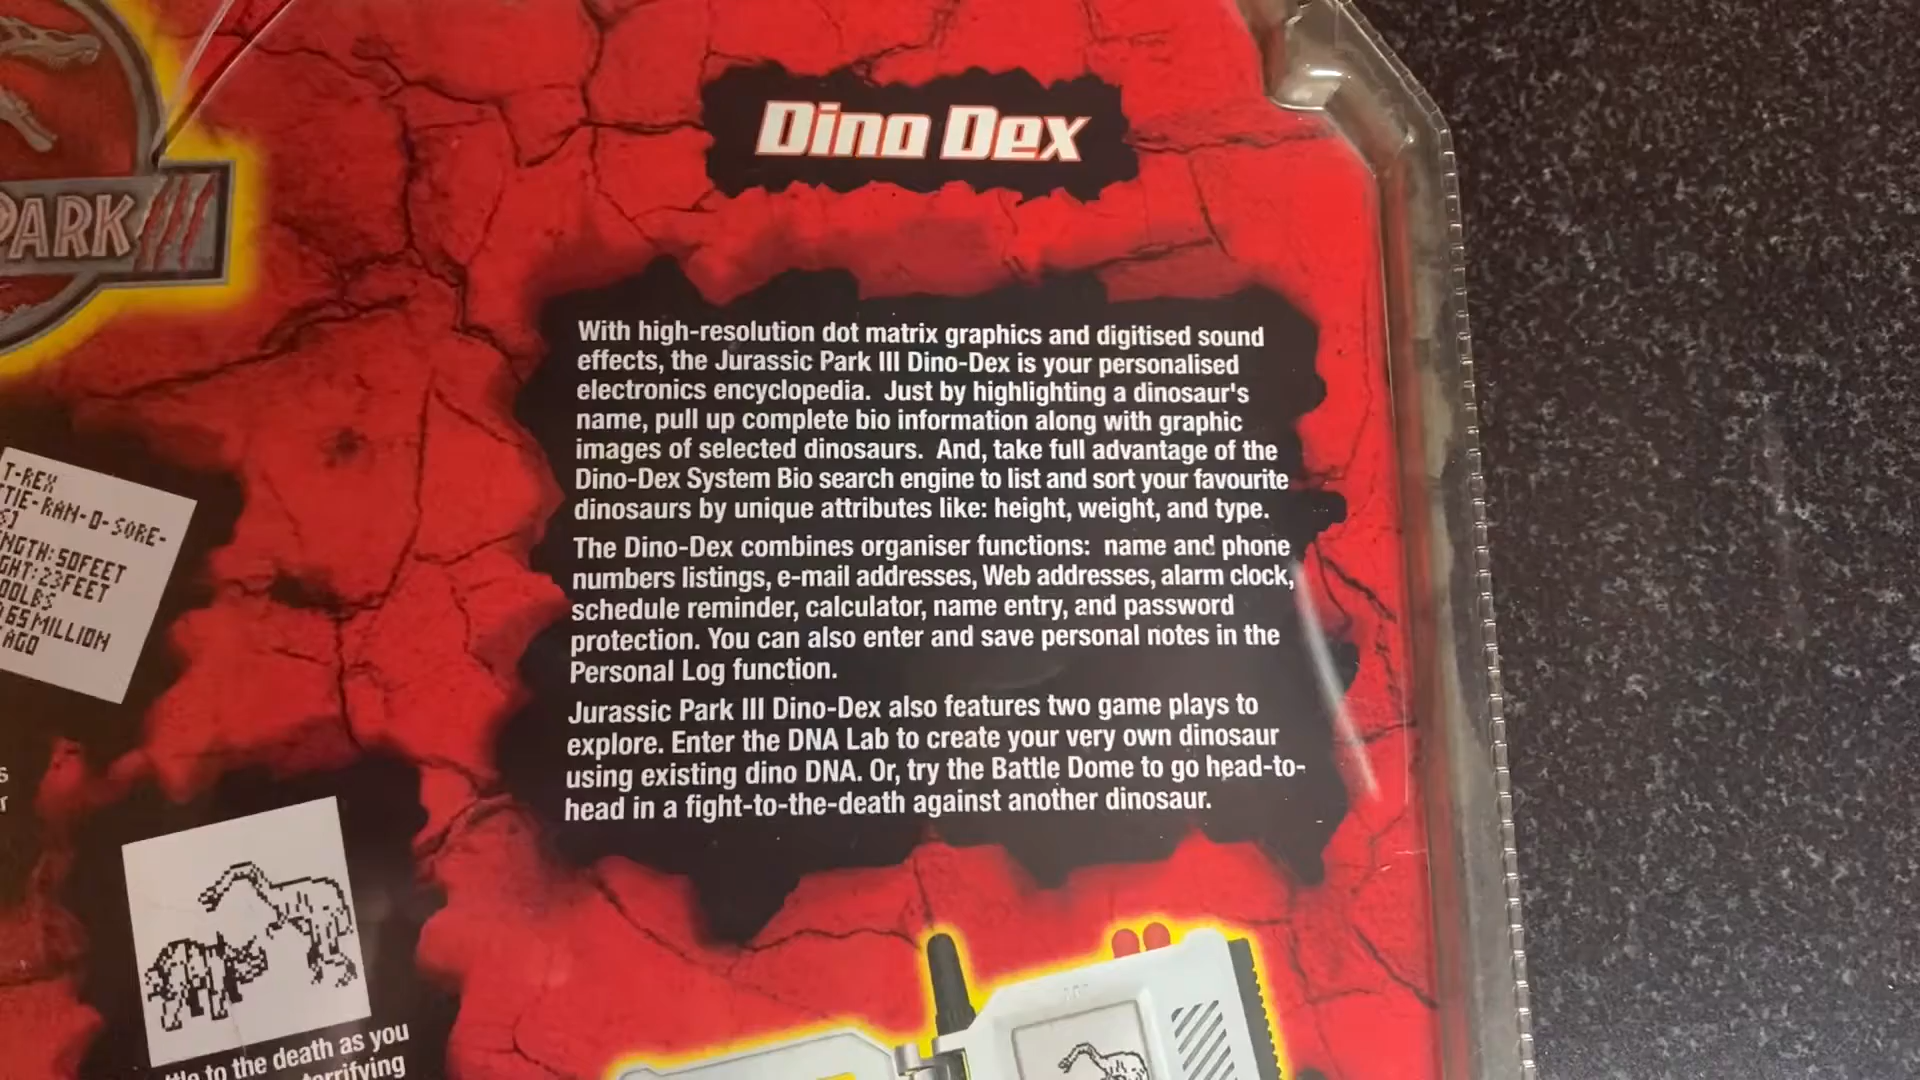 Dino Dex
PARK III
With high-resolution dot matrix graphics and digitised sound
effects, the Jurassic Park III Dino-Dex is your personalised
electronics encyclopedia. Just by highlighting a dinosaur's
name, pull up complete bio information along with graphic
images of selected dinosaurs. And, take full advantage of the
Dino-Dex System Bio search engine to list and sort your favourite
dinosaurs by unique attributes like: height, weight, and type.
The Dino-Dex combines organiser functions: name and phone
numbers listings, e-mail addresses, Web addresses, alarm clock,
schedule reminder, calculator, name entry, and password
protection. You can also enter and save personal notes in the
Personal Log function.
Jurassic Park III Dino-Dex also features two game plays to
explore. Enter the DNA Lab to create your very own dinosaur
using existing dino DNA. Or, try the Battle Dome to go head-to-
head in a fight-to-the-death against another dinosaur.
T-REX
TIE-RAN-O-SORE-
NGTH:50FEET
GHT:23FEET
00LBS
65 MILLION
AGO
to the death as you